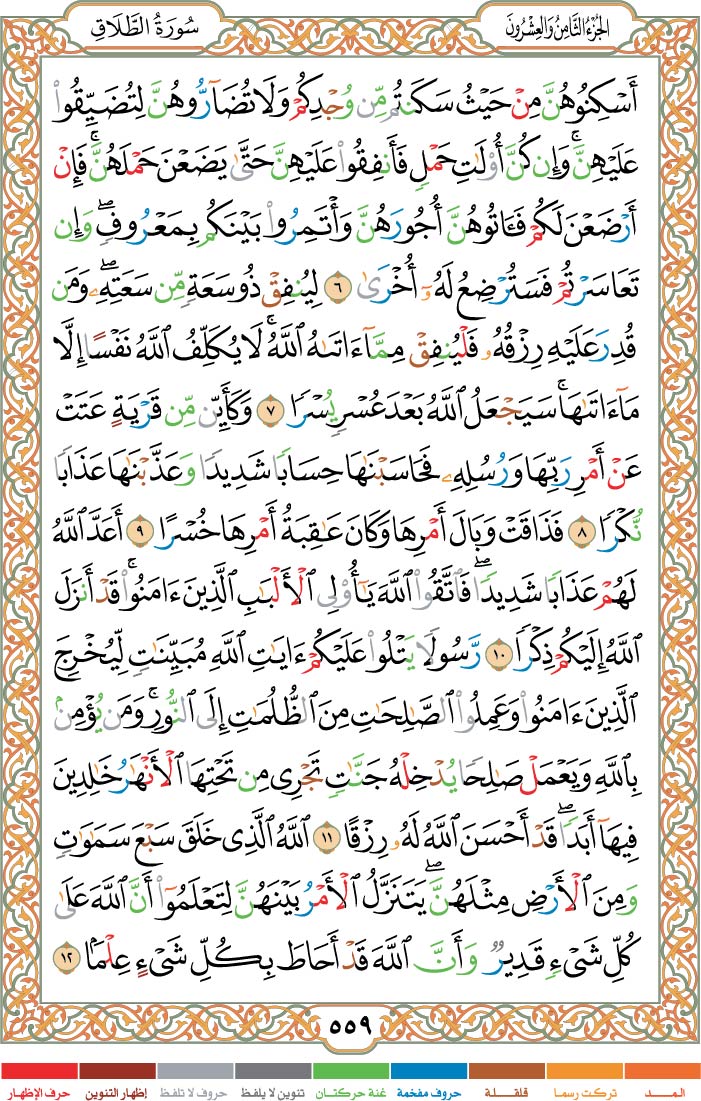 الجُزْءُ الثَّامِنُ وَالعِشْرُونَ
سُورَةُ الطَّلَاقِ
أَسْكِنُوهُنَّ مِنْ حَيْثُ سَكَنتُم مِّن وُجْدِكُمْ وَلَا تُضَآرُّوهُنَّ لِتُضَيِّقُوا۟
عَلَيْهِنَّ ۚ وَإِن كُنَّ أُو۟لَـٰتِ حَمْلٍ فَأَنفِقُوا۟ عَلَيْهِنَّ حَتَّىٰ يَضَعْنَ حَمْلَهُنَّ ۚ فَإِنْ
أَرْضَعْنَ لَكُمْ فَـَٔاتُوهُنَّ أُجُورَهُنَّ ۖ وَأْتَمِرُوا۟ بَيْنَكُم بِمَعْرُوفٍ ۖ وَإِن
تَعَاسَرْتُمْ فَسَتُرْضِعُ لَهُۥٓ أُخْرَىٰ ٦ لِيُنفِقْ ذُو سَعَةٍ مِّن سَعَتِهِۦ ۖ وَمَن
قُدِرَ عَلَيْهِ رِزْقُهُۥ فَلْيُنفِقْ مِمَّآ ءَاتَىٰهُ ٱللَّهُ ۚ لَا يُكَلِّفُ ٱللَّهُ نَفْسًا إِلَّا
مَآ ءَاتَىٰهَا ۚ سَيَجْعَلُ ٱللَّهُ بَعْدَ عُسْرٍ يُسْرًا ٧ وَكَأَيِّن مِّن قَرْيَةٍ عَتَتْ
عَنْ أَمْرِ رَبِّهَا وَرُسُلِهِۦ فَحَاسَبْنَـٰهَا حِسَابًا شَدِيدًا وَعَذَّبْنَـٰهَا عَذَابًا
نُّكْرًا ٨ فَذَاقَتْ وَبَالَ أَمْرِهَا وَكَانَ عَـٰقِبَةُ أَمْرِهَا خُسْرًا ٩ أَعَدَّ ٱللَّهُ
لَهُمْ عَذَابًا شَدِيدًا ۖ فَٱتَّقُوا۟ ٱللَّهَ يَـٰٓأُو۟لِى ٱلْأَلْبَـٰبِ ٱلَّذِينَ ءَامَنُوا۟ ۚ قَدْ أَنزَلَ
ٱللَّهُ إِلَيْكُمْ ذِكْرًا ١٠ رَّسُولًا يَتْلُوا۟ عَلَيْكُمْ ءَايَـٰتِ ٱللَّهِ مُبَيِّنَـٰتٍ لِّيُخْرِجَ
ٱلَّذِينَ ءَامَنُوا۟ وَعَمِلُوا۟ ٱلصَّـٰلِحَـٰتِ مِنَ ٱلظُّلُمَـٰتِ إِلَى ٱلنُّورِ ۚ وَمَن يُؤْمِنۢ
بِٱللَّهِ وَيَعْمَلْ صَـٰلِحًا يُدْخِلْهُ جَنَّـٰتٍ تَجْرِى مِن تَحْتِهَا ٱلْأَنْهَـٰرُ خَـٰلِدِينَ
فِيهَآ أَبَدًا ۖ قَدْ أَحْسَنَ ٱللَّهُ لَهُۥ رِزْقًا ١١ ٱللَّهُ ٱلَّذِى خَلَقَ سَبْعَ سَمَـٰوَٰتٍ
وَمِنَ ٱلْأَرْضِ مِثْلَهُنَّ ۖ يَتَنَزَّلُ ٱلْأَمْرُ بَيْنَهُنَّ لِتَعْلَمُوٓا۟ أَنَّ ٱللَّهَ عَلَىٰ
كُلِّ شَىْءٍ قَدِيرٌ وَأَنَّ ٱللَّهَ قَدْ أَحَاطَ بِكُلِّ شَىْءٍ عِلْمًۢا ١٢
٥٥٩
المـــد تركت رسما قلقـلة حروف مفخمة غنة حركتـان تنوين لا يلفظ حروف لا تلفظ إظهار التنوين حرف الإظهار